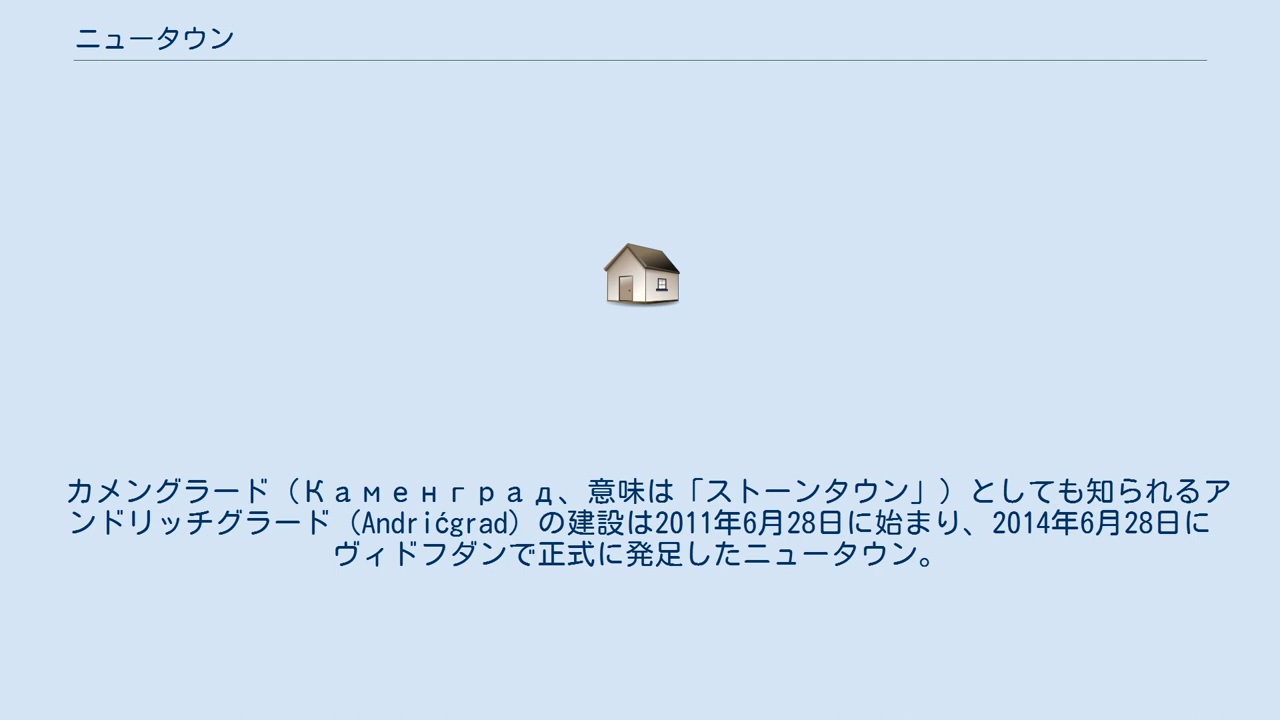 ニュータウン
カメングラード（Каменград、意味は「ストーンタウン」）としても知られるア
ンドリッチグラード（Andrićgrad）の建設は2011年6月28日に始まり、2014年6月28日に
ヴィドフダンで正式に発足したニュータウン。